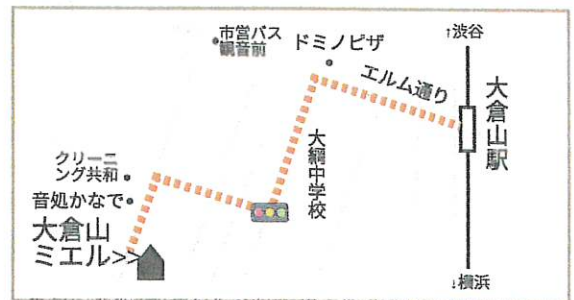 ↑渋谷
市営バス
観音前
ドミノピザ
エルム通り
大倉山駅
大綱中学校
クリーニ
ング共和
音処かなで
大倉山
ミエル>>
↓横浜